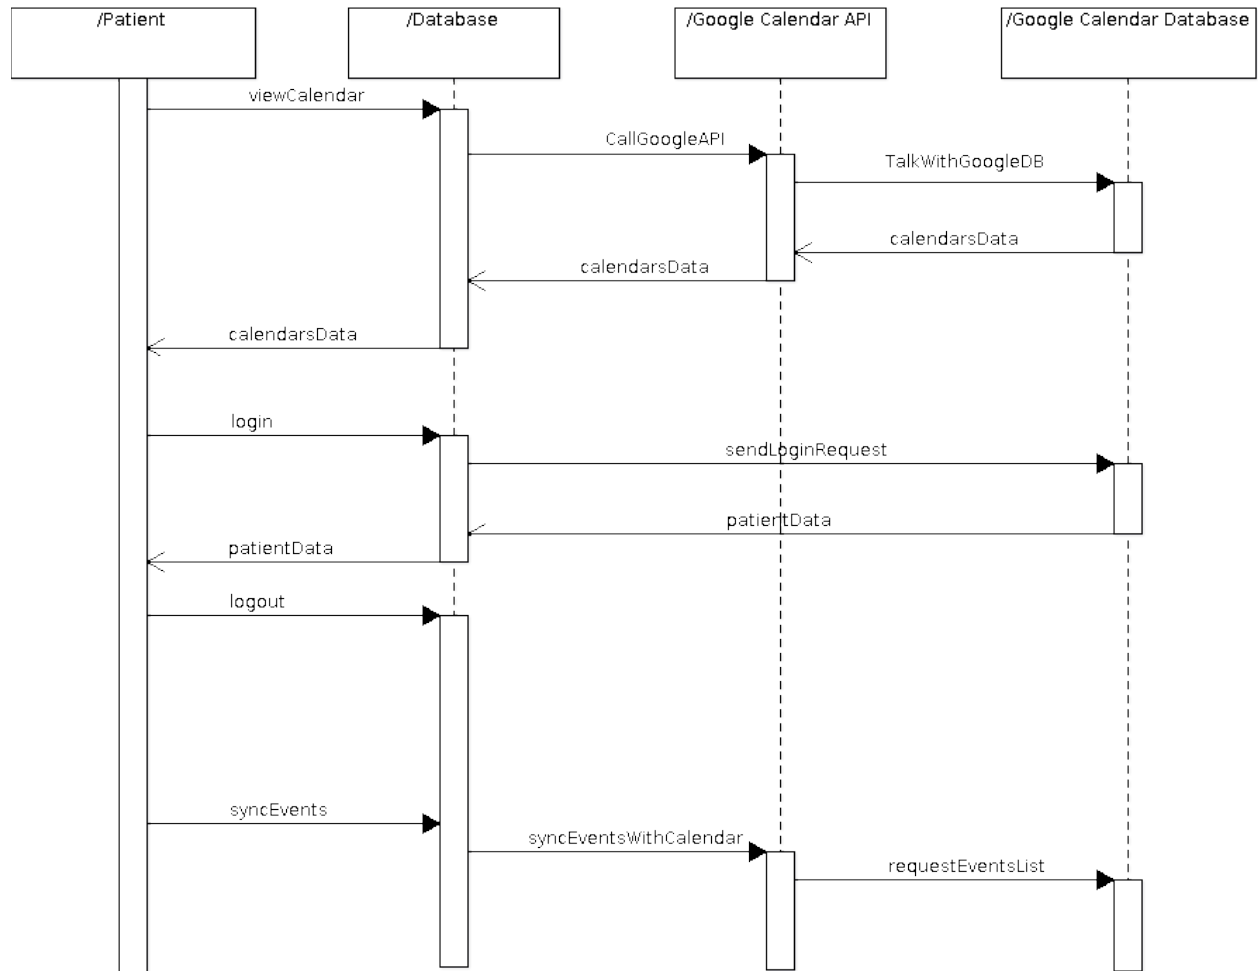 /Patient
/Database
/Google Calendar API
/Google Calendar Database
viewCalendar
CallGoogleAPI
TalkWithGoogleDB
calendarsData
calendarsData
calendarsData
login
sendLoginRequest
patientData
patientData
logout
syncEvents
syncEventsWithCalendar
requestEventsList